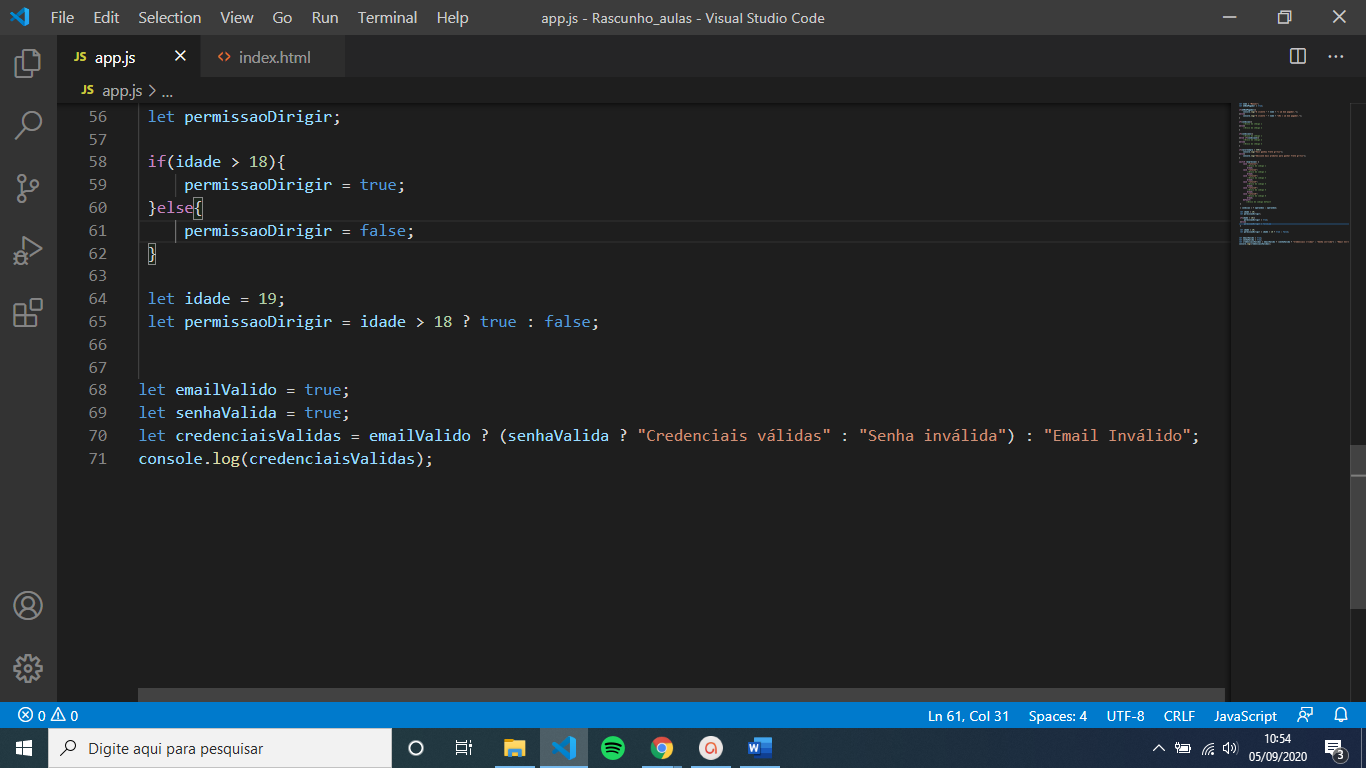 File Edit Selection View Go Run Terminal Help app.js - Rascunho_aulas - Visual Studio Code
JS app.js index.html
JS app.js > ...
56 let permissaoDirigir;
57
58 if(idade > 18){
59 permissaoDirigir = true;
60 }else{
61 permissaoDirigir = false;
62 }
63
64 let idade = 19;
65 let permissaoDirigir = idade > 18 ? true : false;
66
67
68 let emailValido = true;
69 let senhaValida = true;
70 let credenciaisValidas = emailValido ? (senhaValida ? "Credenciais válidas" : "Senha inválida") : "Email Inválido";
71 console.log(credenciaisValidas);
0 0 Ln 61, Col 31 Spaces: 4 UTF-8 CRLF JavaScript
Digite aqui para pesquisar
10:54
05/09/2020
3